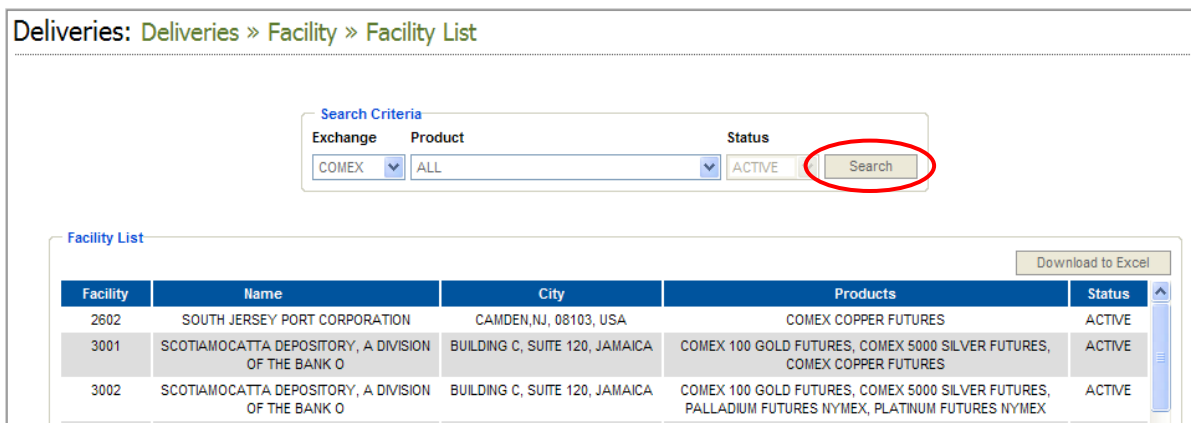 Deliveries: Deliveries » Facility » Facility List
Search Criteria
Exchange Product Status
COMEX ALL ACTIVE Search
Facility List
Download to Excel
Facility Name City Products Status
2602 SOUTH JERSEY PORT CORPORATION CAMDEN,NJ, 08103, USA COMEX COPPER FUTURES ACTIVE
3001 SCOTIAMOCATTA DEPOSITORY, A DIVISION BUILDING C, SUITE 120, JAMAICA COMEX 100 GOLD FUTURES, COMEX 5000 SILVER FUTURES, ACTIVE
OF THE BANK O COMEX COPPER FUTURES
3002 SCOTIAMOCATTA DEPOSITORY, A DIVISION BUILDING C, SUITE 120, JAMAICA COMEX 100 GOLD FUTURES, COMEX 5000 SILVER FUTURES, ACTIVE
OF THE BANK O PALLADIUM FUTURES NYMEX, PLATINUM FUTURES NYMEX